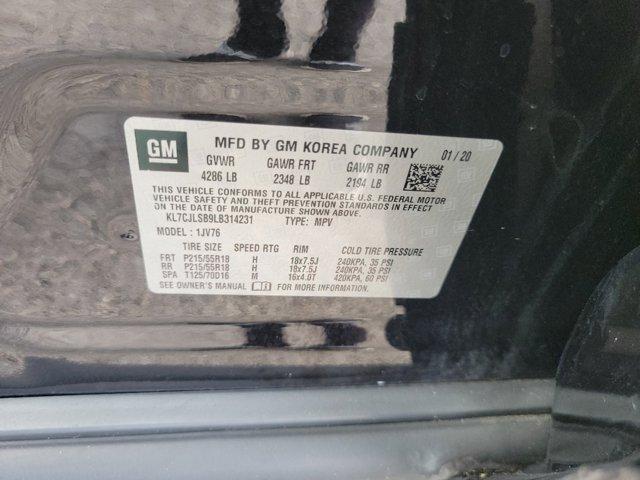 GM
MFD BY GM KOREA COMPANY 01/20
GVWR GAWR FRT GAWR RR
4286 LB 2348 LB 2194 LB
THIS VEHICLE CONFORMS TO ALL APPLICABLE U.S. FEDERAL MOTOR
VEHICLE SAFETY, BUMPER, AND THEFT PREVENTION STANDARDS IN EFFECT ON
THE DATE OF MANUFACTURE SHOWN ABOVE.
KL7CJLSB9LB314231 TYPE: MPV
MODEL: 1JV76
TIRE SIZE SPEED RTG RIM COLD TIRE PRESSURE
FRT P215/55R18 H 18x7.5J 240KPA, 35 PSI
RR P215/55R18 H 18x7.5J 240KPA, 35 PSI
SPA T125/70D16 M 16x4.0T 420KPA, 60 PSI
SEE OWNER'S MANUAL FOR MORE INFORMATION.